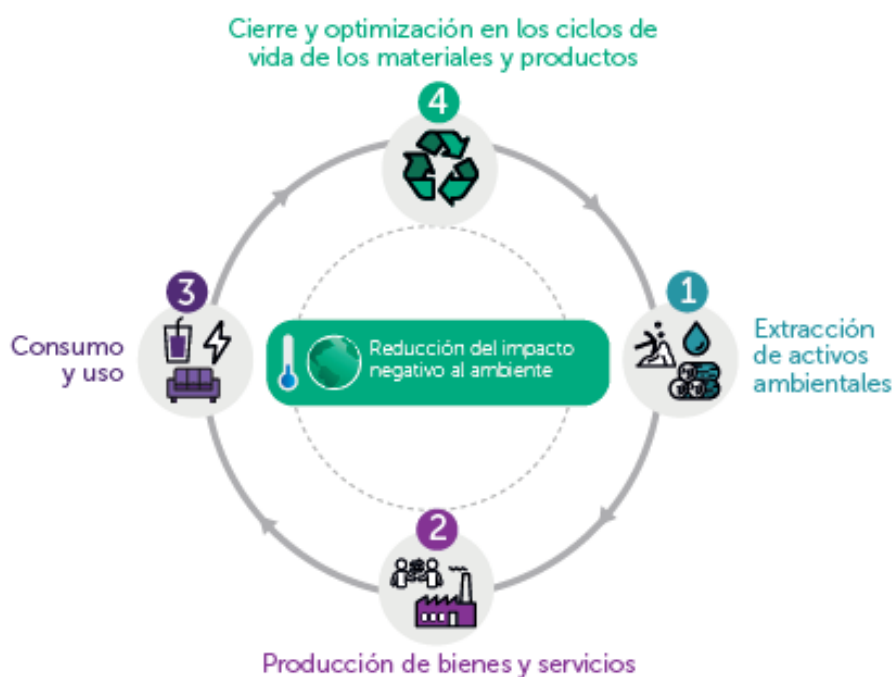 Cierre y optimización en los ciclos de
vida de los materiales y productos
4
1
Extracción
de activos
ambientales
3
Consumo
y uso
Reducción del impacto
negativo al ambiente
2
Producción de bienes y servicios